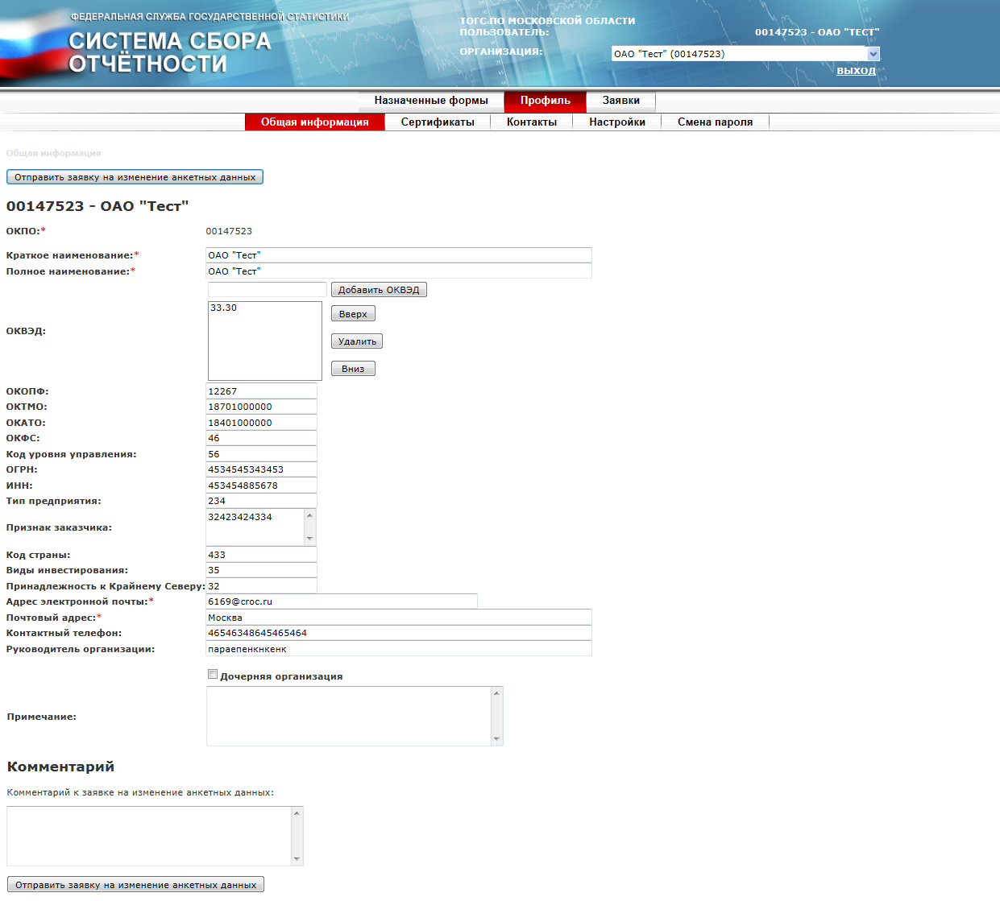 ФЕДЕРАЛЬНАЯ СЛУЖБА ГОСУДАРСТВЕННОЙ СТАТИСТИКИ
СИСТЕМА СБОРА
ОТЧЁТНОСТИ
ТОГС ПО МОСКОВСКОЙ ОБЛАСТИ
ПОЛЬЗОВАТЕЛЬ: 00147523 - ОАО "ТЕСТ"
ОРГАНИЗАЦИЯ: ОАО "Тест" (00147523)
ВЫХОД
Назначенные формы Профиль Заявки
Общая информация Сертификаты Контакты Настройки Смена пароля
Общая информация
Отправить заявку на изменение анкетных данных
00147523 - ОАО "Тест"
ОКПО:* 00147523
Краткое наименование:* ОАО "Тест"
Полное наименование:* ОАО "Тест"
Добавить ОКВЭД
ОКВЭД: 33.30
Вверх
Удалить
Вниз
ОКОПФ: 12267
ОКТМО: 18701000000
ОКАТО: 18401000000
ОКФС: 46
Код уровня управления: 56
ОГРН: 4534545343453
ИНН: 453454885678
Тип предприятия: 234
Признак заказчика: 32423424334
Код страны: 433
Виды инвестирования: 35
Принадлежность к Крайнему Северу: 32
Адрес электронной почты:* 6169@croc.ru
Почтовый адрес:* Москва
Контактный телефон: 46546348645465464
Руководитель организации: параепенкнкенк
Дочерняя организация
Примечание:
Комментарий
Комментарий к заявке на изменение анкетных данных:
Отправить заявку на изменение анкетных данных